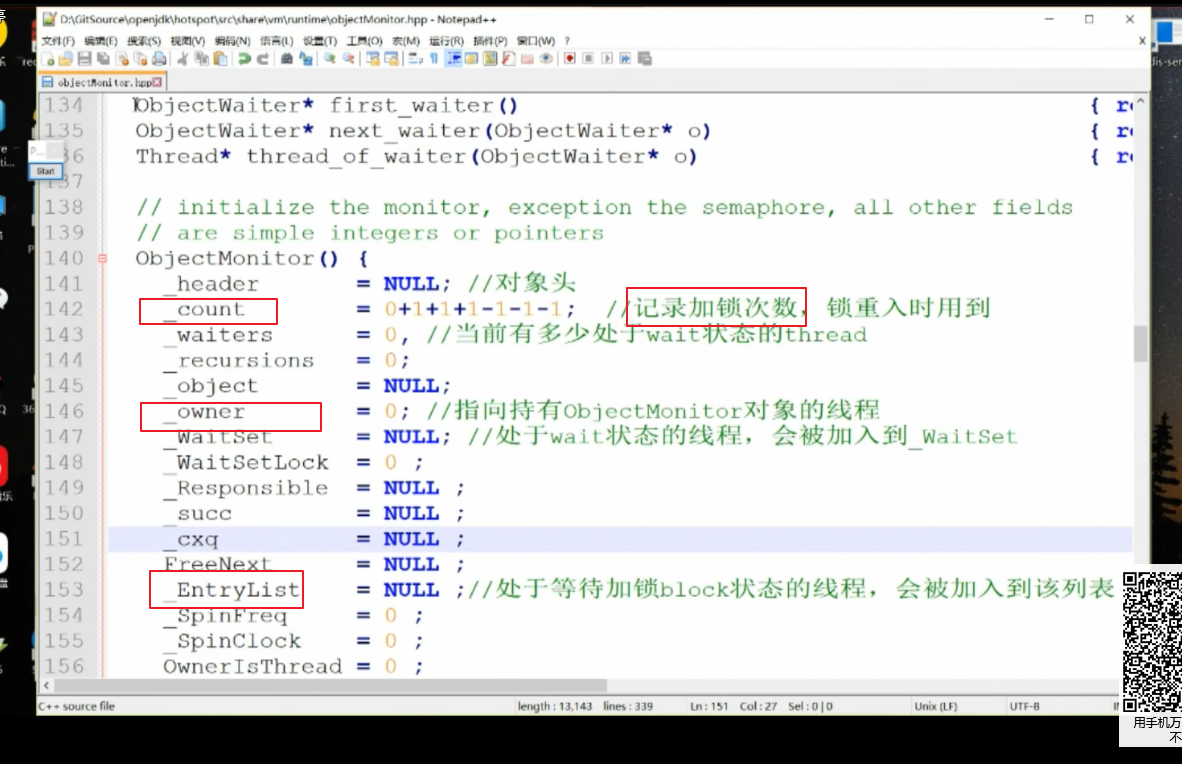 D:\GitSource\openjdk\hotspot\src\share\vm\runtime\objectMonitor.hpp - Notepad++
文件(F) 编辑(E) 搜索(S) 视图(V) 编码(N) 语言(L) 设置(T) 工具(O) 宏(M) 运行(R) 插件(P) 窗口(W) ? X
objectMonitor.hpp
134 ObjectWaiter* first_waiter() { r
135 ObjectWaiter* next_waiter(ObjectWaiter* o) { r
36 Thread* thread_of_waiter(ObjectWaiter* o) { r
P...
Start
137
138 // initialize the monitor, exception the semaphore, all other fields
139 // are simple integers or pointers
140 ObjectMonitor() {
141 _header = NULL; //对象头
142 _count = 0+1+1+1-1-1-1; //记录加锁次数, 锁重入时用到
143 _waiters = 0, //当前有多少处于wait状态的thread
144 _recursions = 0;
145 _object = NULL;
146 _owner = 0; //指向持有ObjectMonitor对象的线程
147 _WaitSet = NULL; //处于wait状态的线程, 会被加入到_WaitSet
148 _WaitSetLock = 0 ;
149 _Responsible = NULL ;
150 _succ = NULL ;
151 _cxq = NULL ;
152 FreeNext = NULL ;
153 _EntryList = NULL ;//处于等待加锁block状态的线程, 会被加入到该列表
154 _SpinFreq = 0 ;
155 _SpinClock = 0 ;
156 OwnerIsThread = 0 ;
C++ source file length : 13,143 lines : 339 Ln : 151 Col : 27 Sel : 0 | 0 Unix (LF) UTF-8
dis-ser
用手机万
不